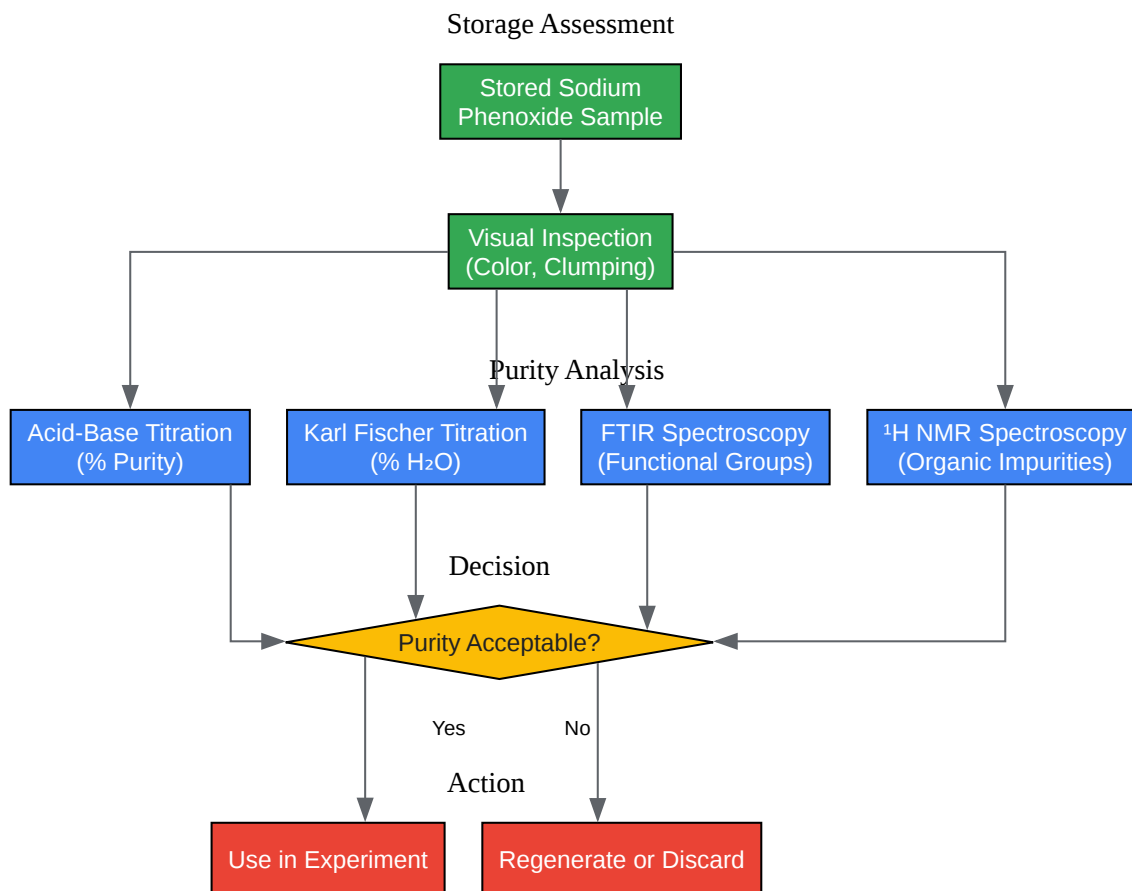 Storage Assessment
Stored Sodium
Phenoxide Sample
Visual Inspection
(Color, Clumping)
Purity Analysis
Acid-Base Titration
(% Purity)
Karl Fischer Titration
(% H₂O)
FTIR Spectroscopy
(Functional Groups)
¹H NMR Spectroscopy
(Organic Impurities)
Decision
Purity Acceptable?
Yes
No
Action
Use in Experiment
Regenerate or Discard